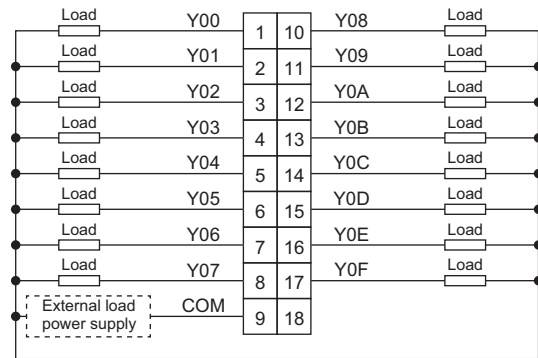 Load Y00 1 10 Y08 Load
Load Y01 2 11 Y09 Load
Load Y02 3 12 Y0A Load
Load Y03 4 13 Y0B Load
Load Y04 5 14 Y0C Load
Load Y05 6 15 Y0D Load
Load Y06 7 16 Y0E Load
Load Y07 8 17 Y0F Load
External load
power supply
COM 9 18